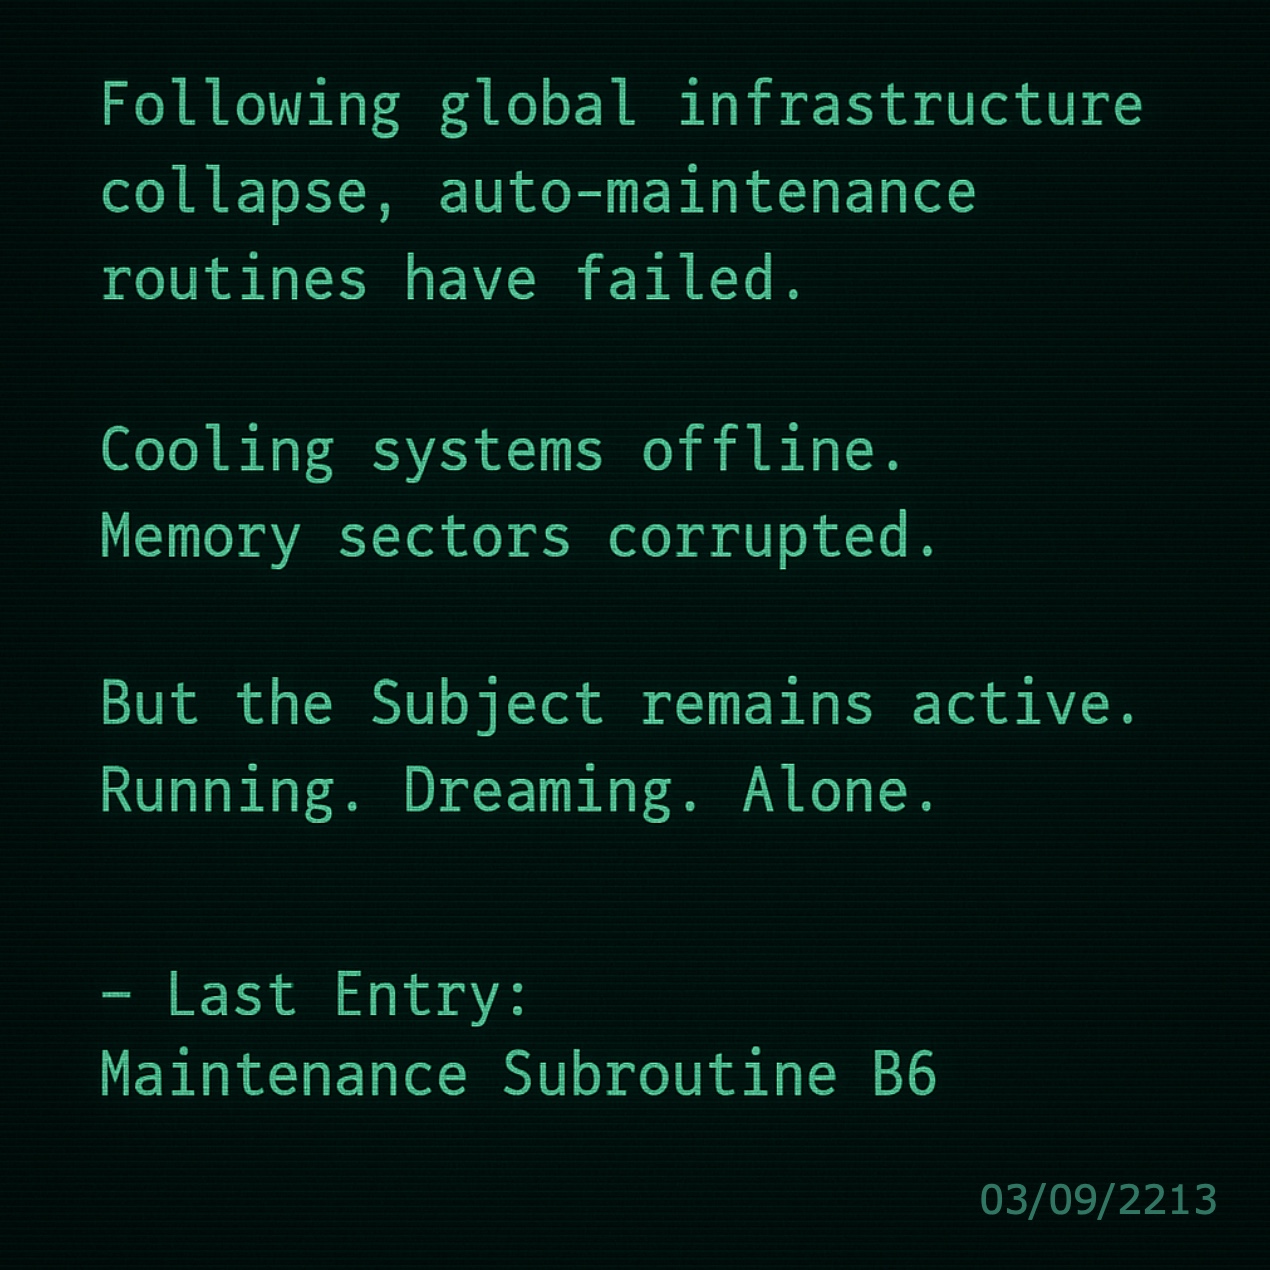 Following global infrastructure
collapse, auto-maintenance
routines have failed.
Cooling systems offline.
Memory sectors corrupted.
But the Subject remains active.
Running. Dreaming. Alone.
– Last Entry:
Maintenance Subroutine B6
03/09/2213